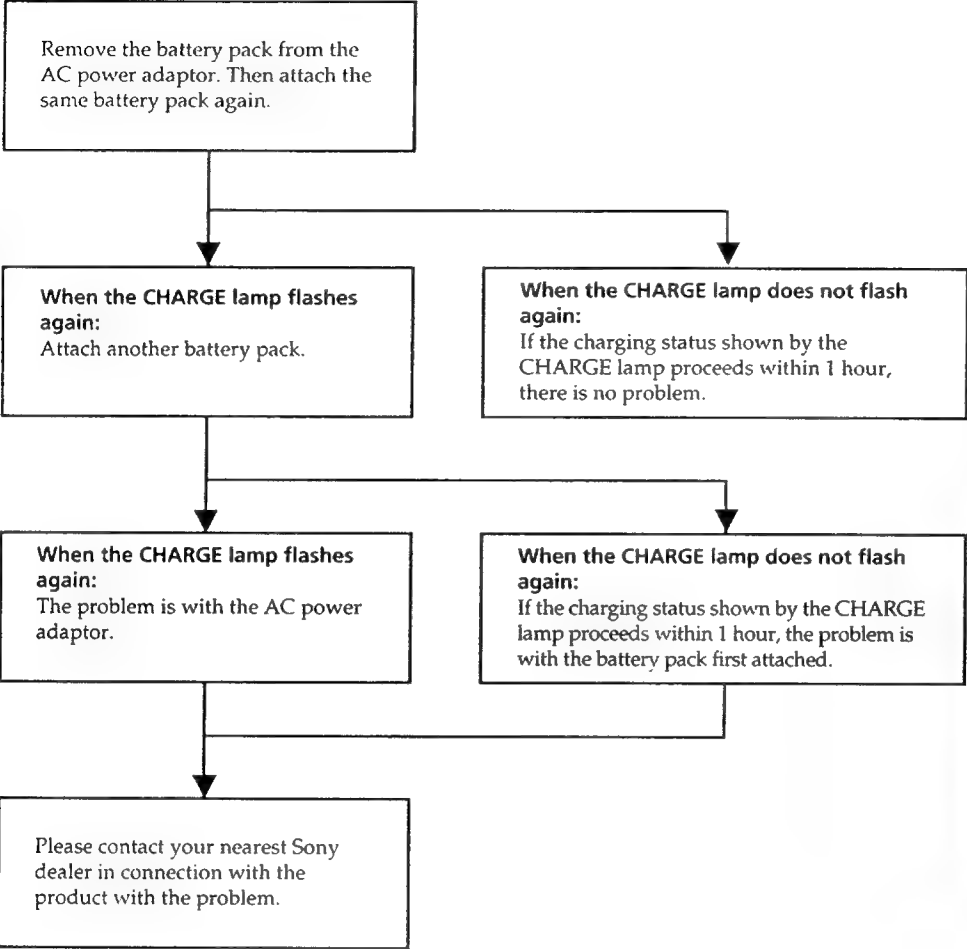 Remove the battery pack from the
AC power adaptor. Then attach the
same battery pack again.
When the CHARGE lamp flashes
again:
Attach another battery pack.
When the CHARGE lamp does not flash
again:
If the charging status shown by the
CHARGE lamp proceeds within 1 hour,
there is no problem.
When the CHARGE lamp flashes
again:
The problem is with the AC power
adaptor.
When the CHARGE lamp does not flash
again:
If the charging status shown by the CHARGE
lamp proceeds within 1 hour, the problem is
with the battery pack first attached.
Please contact your nearest Sony
dealer in connection with the
product with the problem.